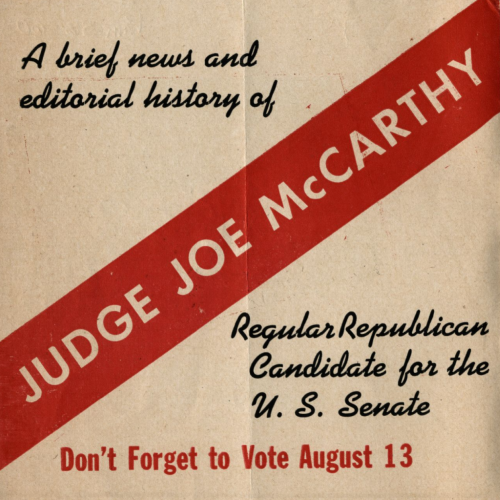 A brief news and
editorial history of
JUDGE JOE McCARTHY
Regular Republican
Candidate for the
U. S. Senate
Don't Forget to Vote August 13